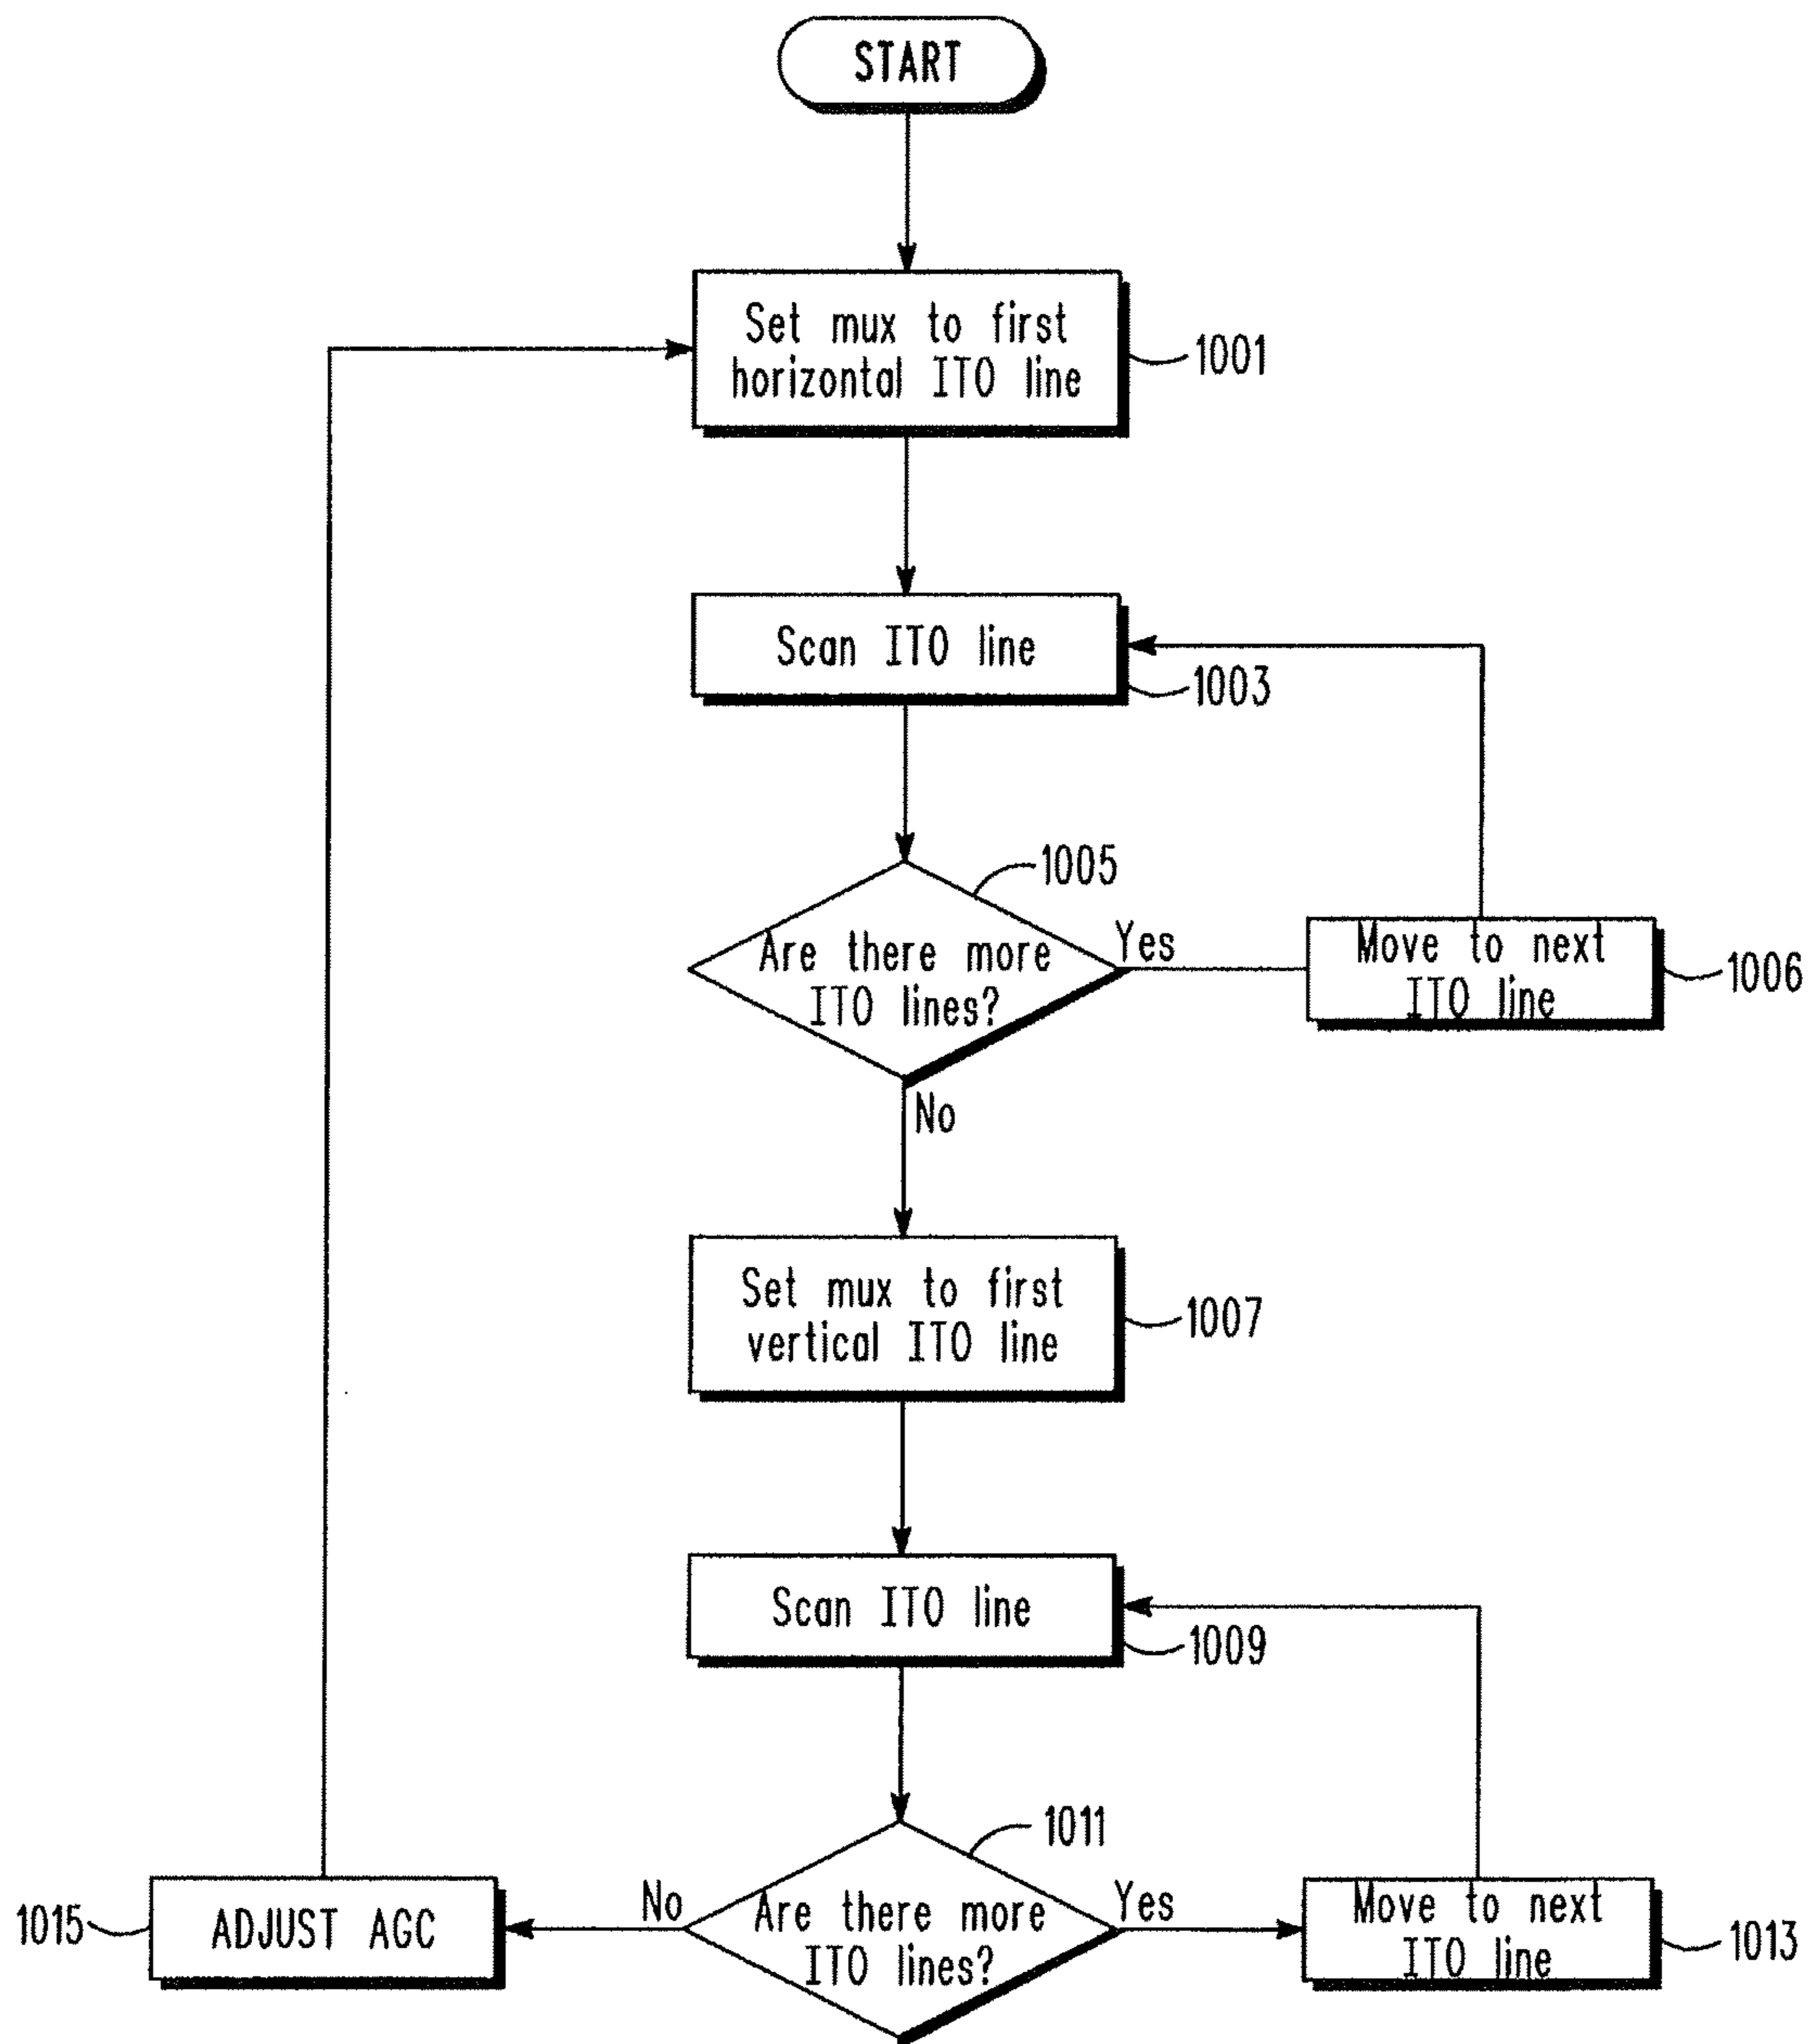 START
Set mux to first
horizontal ITO line
1001
Scan ITO line
1003
1005
Are there more
ITO lines?
Yes
Move to next
ITO line
1006
No
Set mux to first
vertical ITO line
1007
Scan ITO line
1009
1011
Are there more
ITO lines?
Yes
Move to next
ITO line
1013
No
ADJUST AGC
1015